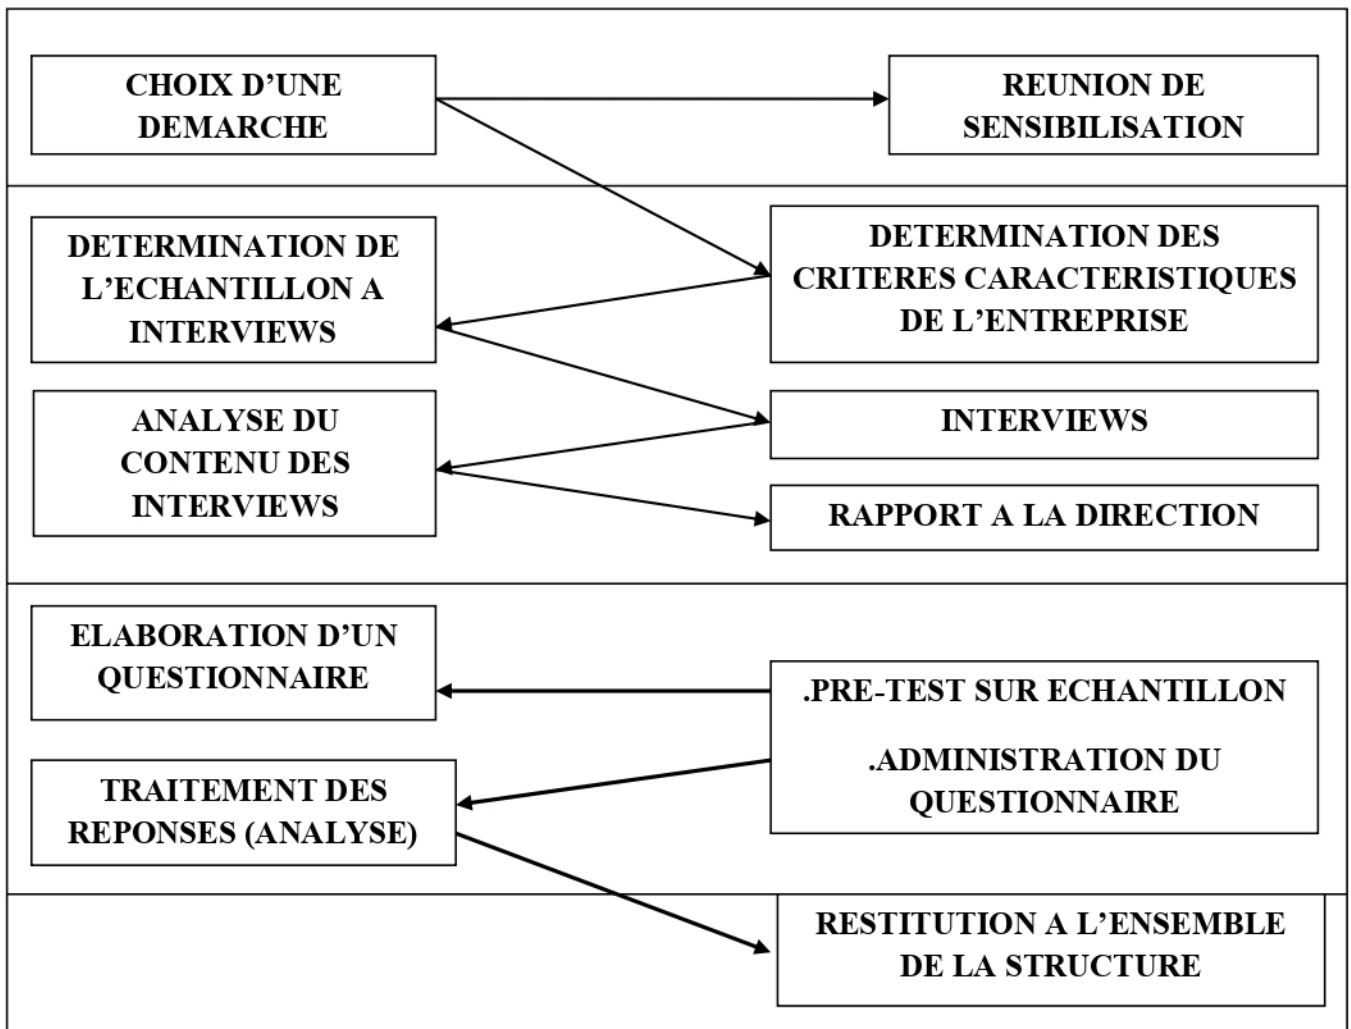 CHOIX D’UNE
DEMARCHE
REUNION DE
SENSIBILISATION
DETERMINATION DE
L’ECHANTILLON A
INTERVIEWS
DETERMINATION DES
CRITERES CARACTERISTIQUES
DE L’ENTREPRISE
ANALYSE DU
CONTENU DES
INTERVIEWS
INTERVIEWS
RAPPORT A LA DIRECTION
ELABORATION D’UN
QUESTIONNAIRE
.PRE-TEST SUR ECHANTILLON
.ADMINISTRATION DU
QUESTIONNAIRE
TRAITEMENT DES
REPONSES (ANALYSE)
RESTITUTION A L’ENSEMBLE
DE LA STRUCTURE